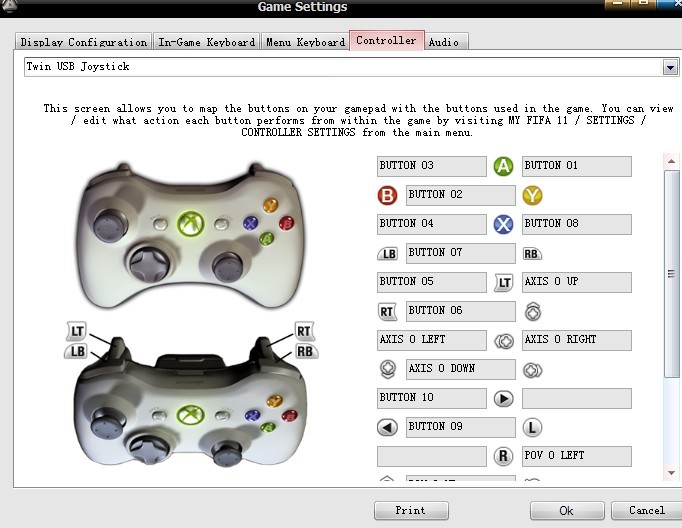 Game Settings
Display Configuration In-Game Keyboard Menu Keyboard Controller Audio
Twin USB Joystick
This screen allows you to map the buttons on your gamepad with the buttons used in the game. You can view
/ edit what action each button performs from within the game by visiting MY FIFA 11 / SETTINGS /
CONTROLLER SETTINGS from the main menu.
BUTTON 03 A BUTTON 01
B BUTTON 02 Y
BUTTON 04 X BUTTON 08
LB BUTTON 07 RB
BUTTON 05 LT AXIS 0 UP
RT BUTTON 06
AXIS 0 LEFT AXIS 0 RIGHT
AXIS 0 DOWN
BUTTON 10
BUTTON 09 L
R POV 0 LEFT
LT RT
LB RB
Print Ok Cancel